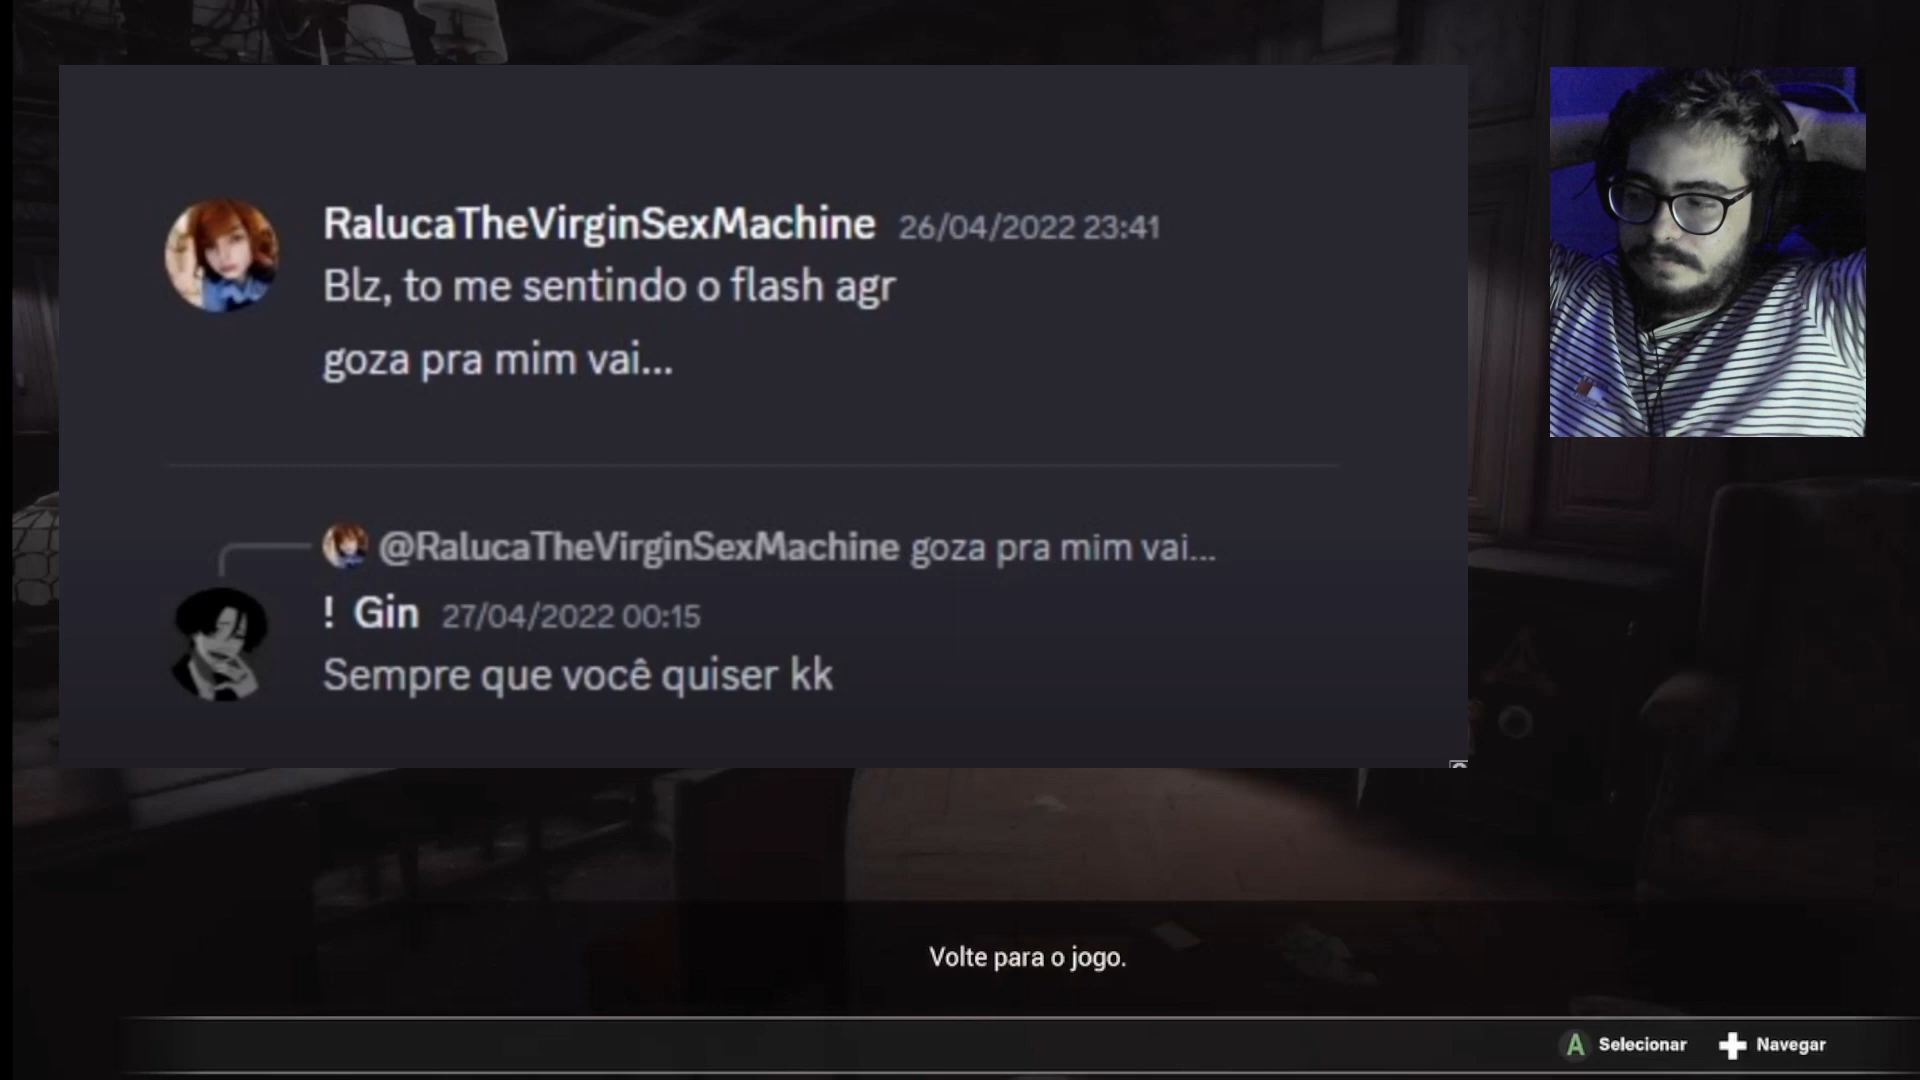 RalucaTheVirginSexMachine 26/04/2022 23:41
Blz, to me sentindo o flash agr
goza pra mim vai...
@RalucaTheVirginSexMachine goza pra mim vai...
! Gin 27/04/2022 00:15
Sempre que você quiser kk
Volte para o jogo.
A Selecionar Navegar